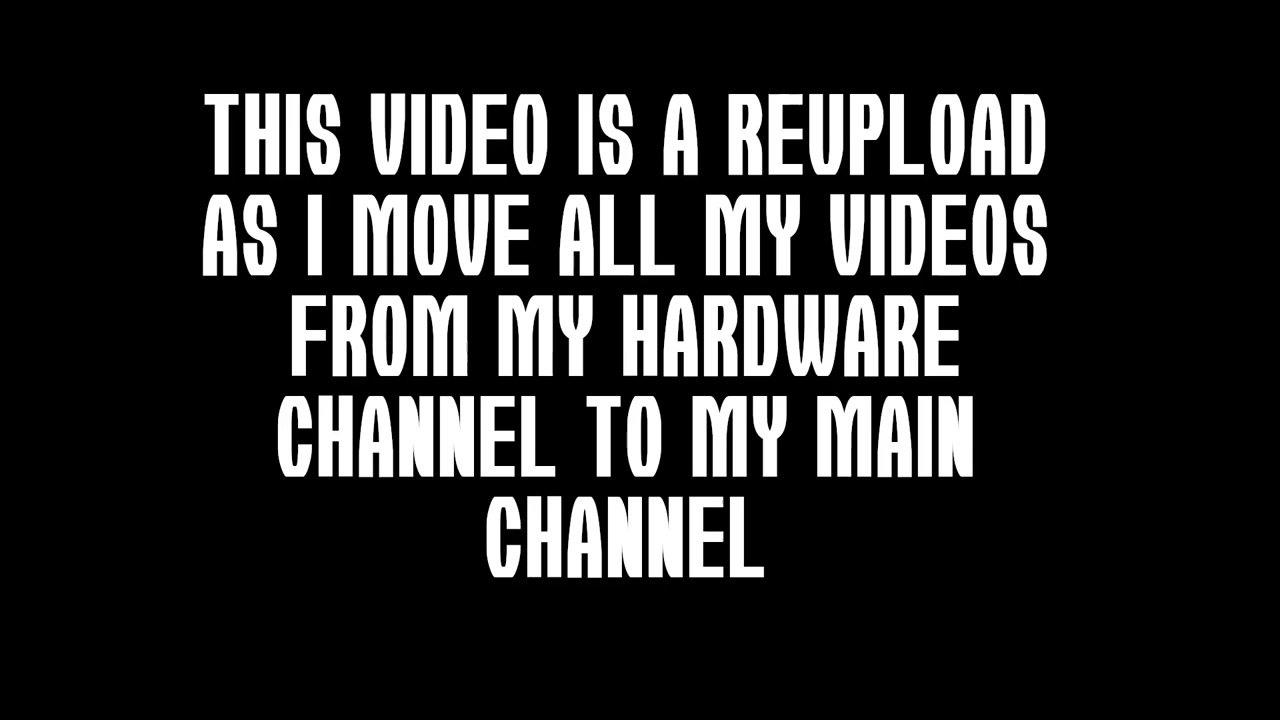 THIS VIDEO IS A REUPLOAD
AS I MOVE ALL MY VIDEOS
FROM MY HARDWARE
CHANNEL TO MY MAIN
CHANNEL